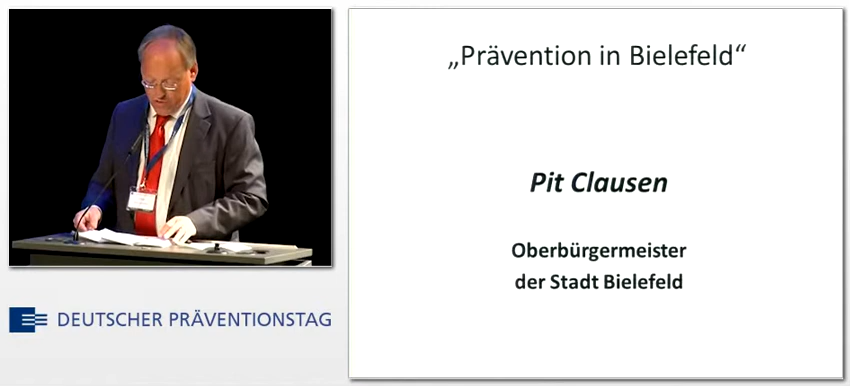 „Prävention in Bielefeld“
Pit Clausen
Oberbürgermeister
der Stadt Bielefeld
DEUTSCHER PRÄVENTIONSTAG